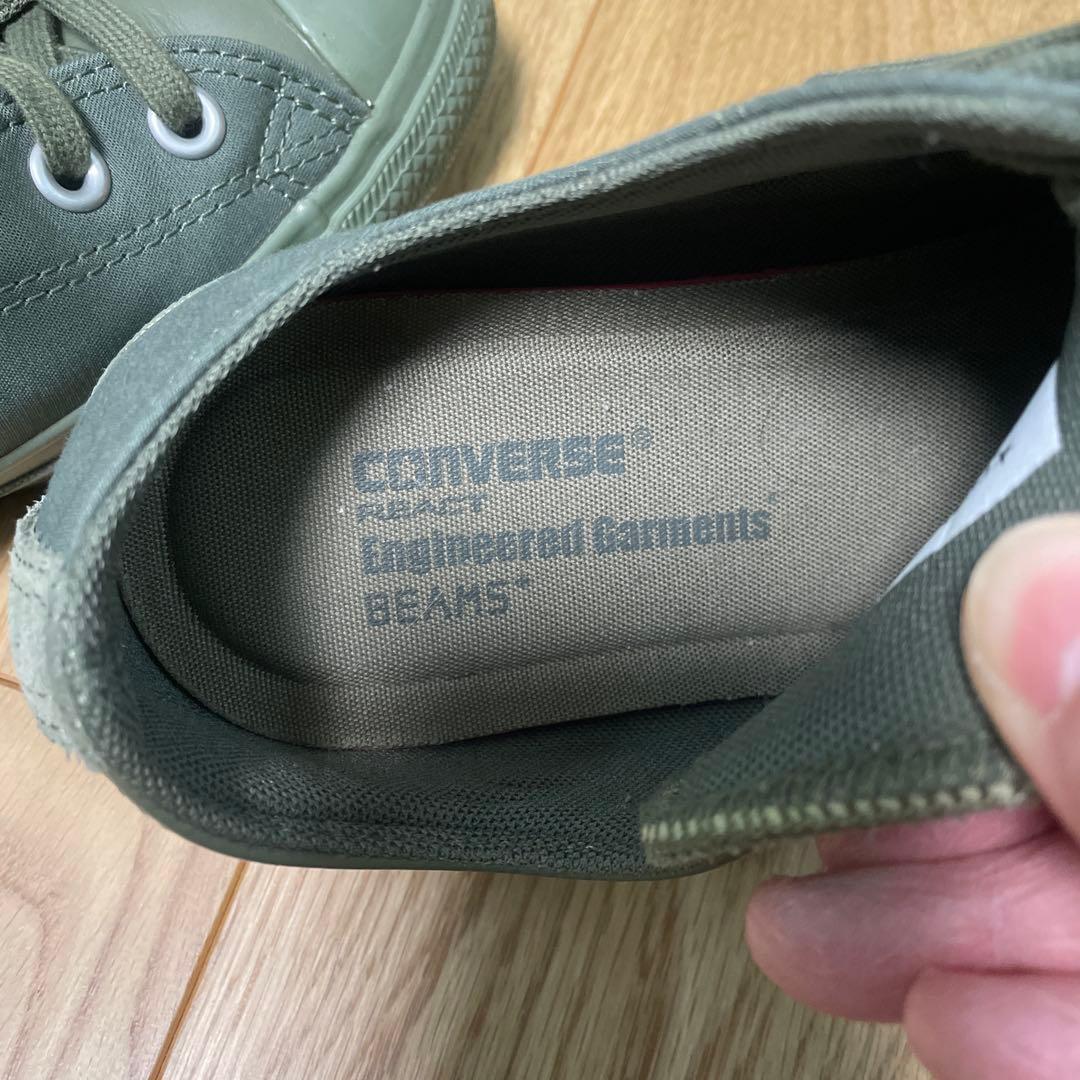 CONVERSE®
REACT
Engineered Garments
BEAMS+